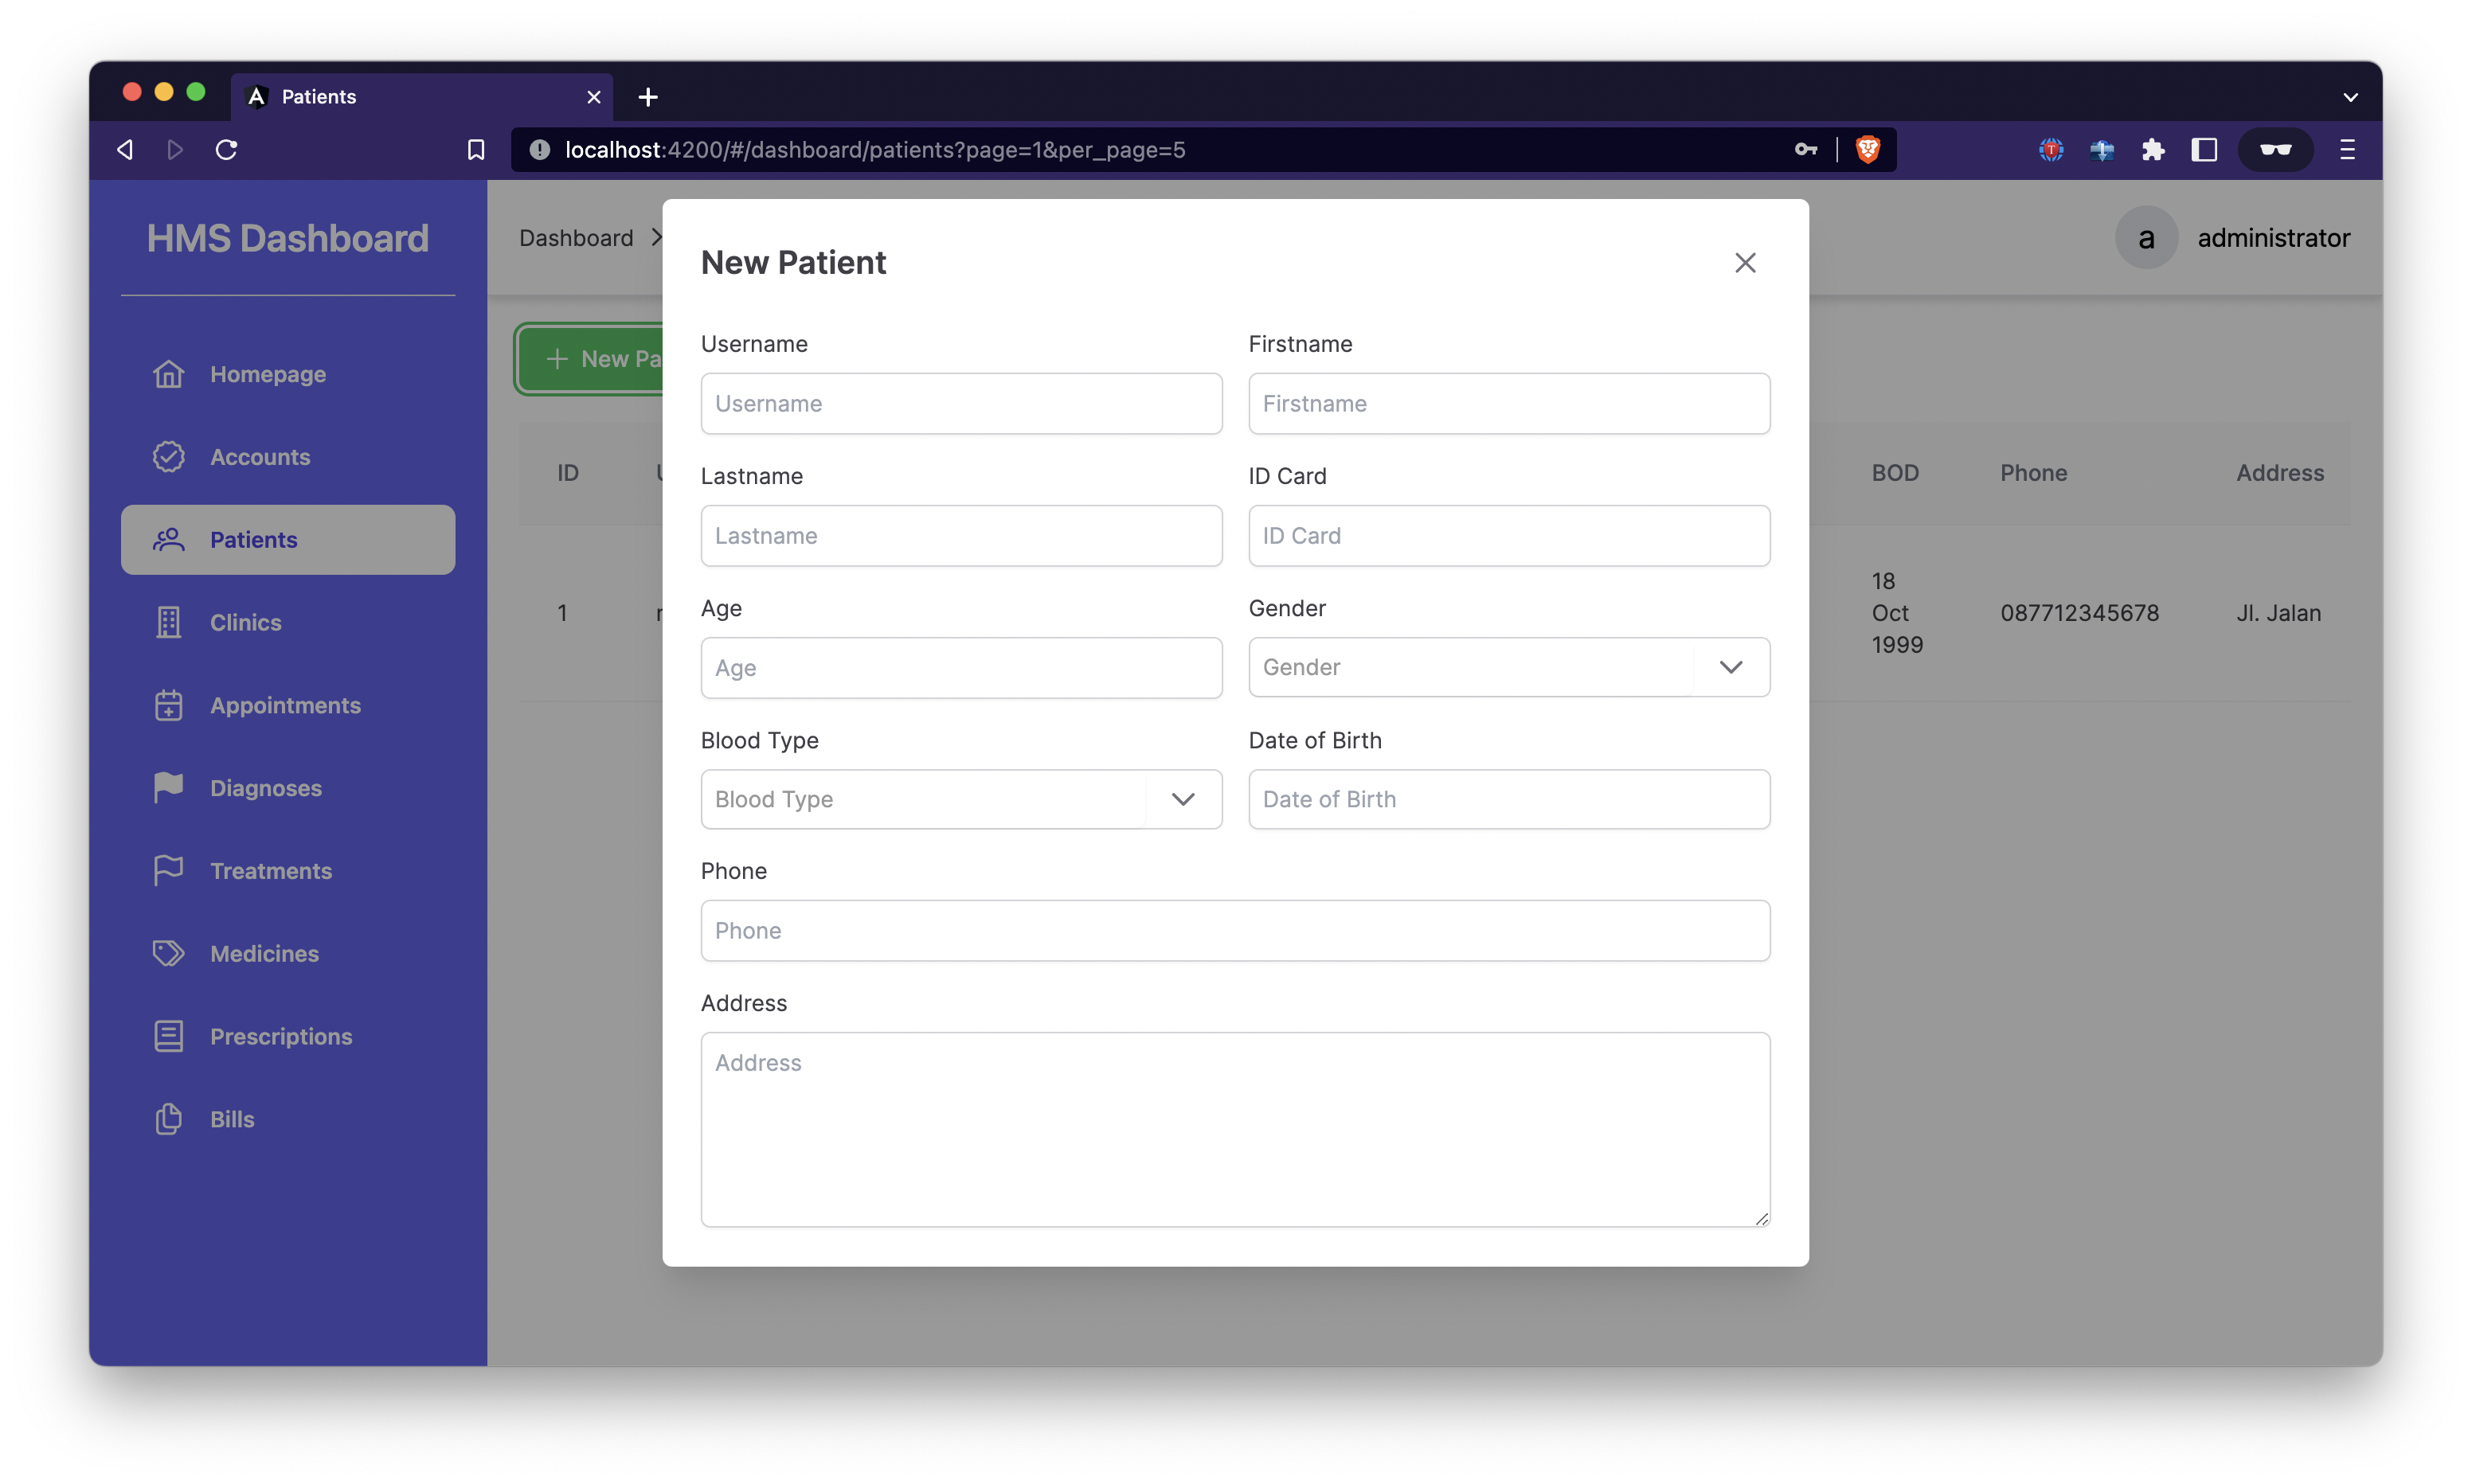 Patients
localhost:4200/#/dashboard/patients?page=1&per_page=5
HMS Dashboard
Homepage
Accounts
Patients
Clinics
Appointments
Diagnoses
Treatments
Medicines
Prescriptions
Bills
Dashboard
a administrator
New Pa
ID BOD Phone Address
1 18 Oct 1999 087712345678 Jl. Jalan
New Patient
Username Firstname
Username Firstname
Lastname ID Card
Lastname ID Card
Age Gender
Age Gender
Blood Type Date of Birth
Blood Type Date of Birth
Phone
Phone
Address
Address